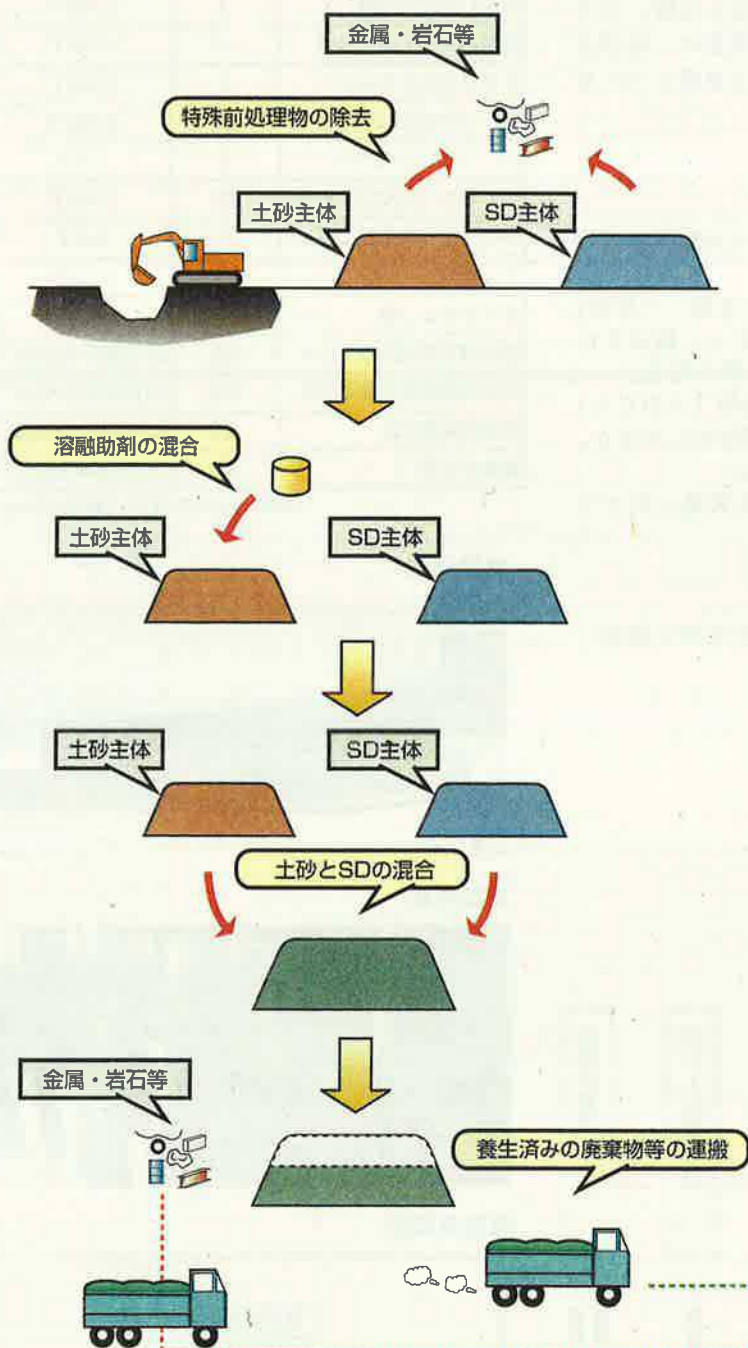 金属・岩石等
特殊前処理物の除去
土砂主体
SD主体
溶融助剤の混合
土砂主体
SD主体
土砂主体
SD主体
土砂とSDの混合
金属・岩石等
養生済みの廃棄物等の運搬